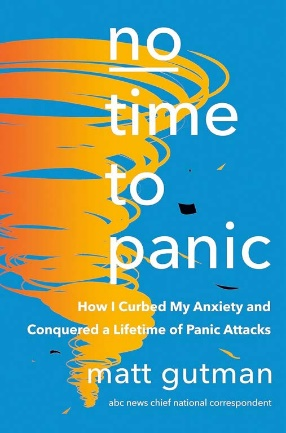 no
time
to
panic
How I Curbed My Anxiety and
Conquered a Lifetime of Panic Attacks
matt gutman
abc news chief national correspondent